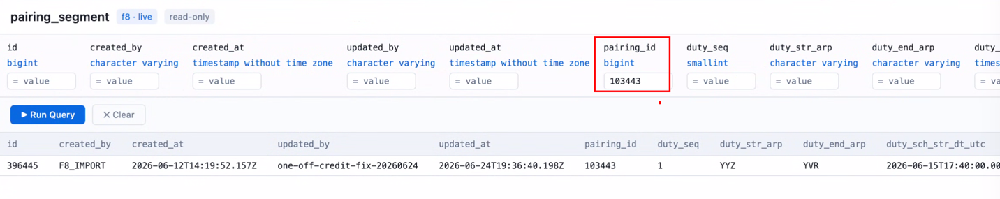 pairing_segment f8 · live read-only
id created_by created_at updated_by updated_at pairing_id duty_seq duty_str_arp duty_end_arp duty_
bigint character varying timestamp without time zone character varying timestamp without time zone bigint smallint character varying character varying times
= value = value = value = value = value 103443 = value = value = value = va
▶ Run Query ✕ Clear
id created_by created_at updated_by updated_at pairing_id duty_seq duty_str_arp duty_end_arp duty_sch_str_dt_utc
396445 F8_IMPORT 2026-06-12T14:19:52.157Z one-off-credit-fix-20260624 2026-06-24T19:36:40.198Z 103443 1 YYZ YVR 2026-06-15T17:40:00.00